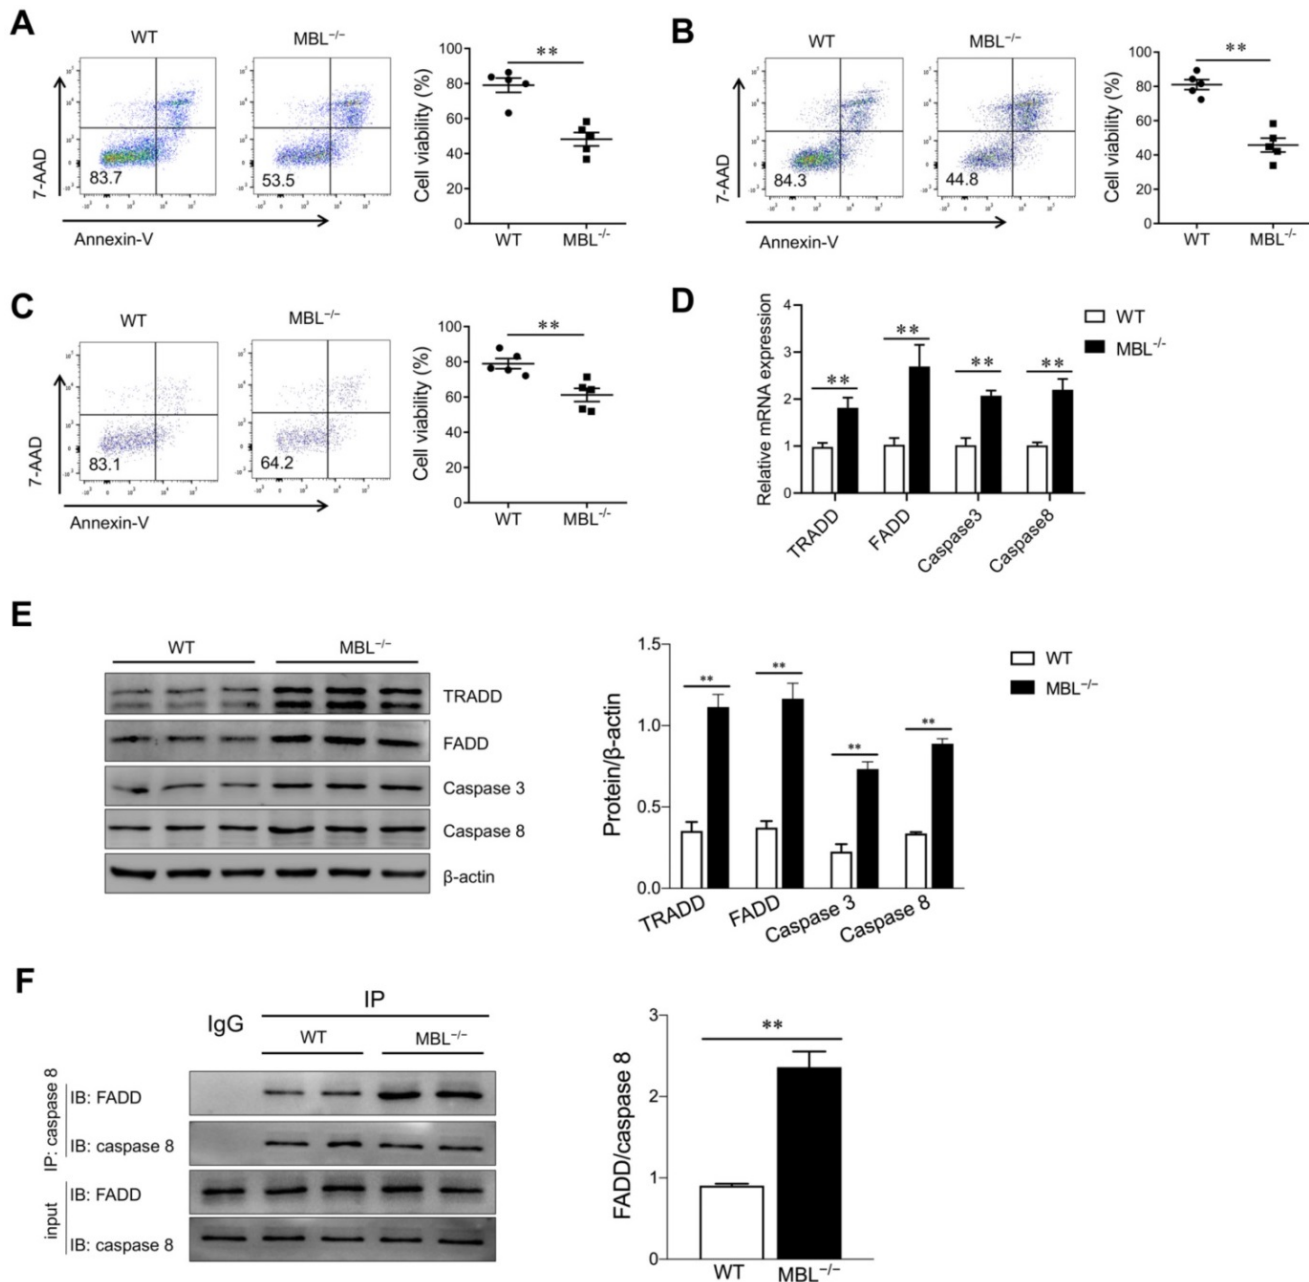 A
WT
MBL−/−
7-AAD
83.7
53.5
Annexin-V
Cell viability (%)
100
80
60
40
20
0
**
WT
MBL-/-
B
WT
MBL−/−
7-AAD
84.3
44.8
Annexin-V
Cell viability (%)
100
80
60
40
20
0
**
WT
MBL-/-
C
WT
MBL−/−
7-AAD
83.1
64.2
Annexin-V
Cell viability (%)
100
80
60
40
20
0
**
WT
MBL-/-
D
Relative mRNA expression
4
3
2
1
0
**
**
**
**
TRADD
FADD
Caspase3
Caspase8
WT
MBL-/-
E
WT
MBL−/−
TRADD
FADD
Caspase 3
Caspase 8
β-actin
Protein/β-actin
1.5
1.0
0.5
0.0
**
**
**
**
TRADD
FADD
Caspase 3
Caspase 8
WT
MBL−/−
F
IP
IgG
WT
MBL−/−
IP: caspase 8
IB: FADD
IB: caspase 8
input
IB: FADD
IB: caspase 8
FADD/caspase 8
3
2
1
0
**
WT
MBL−/−